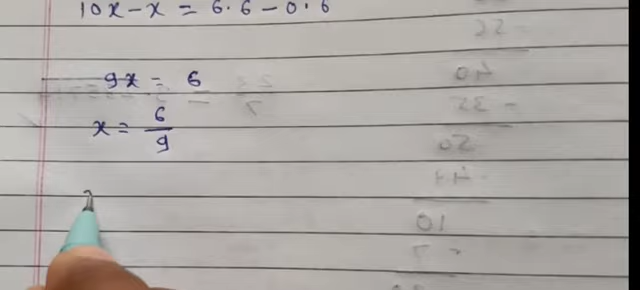 10x - x = 6.6 - 0.6
9x = 6
x = 6/9